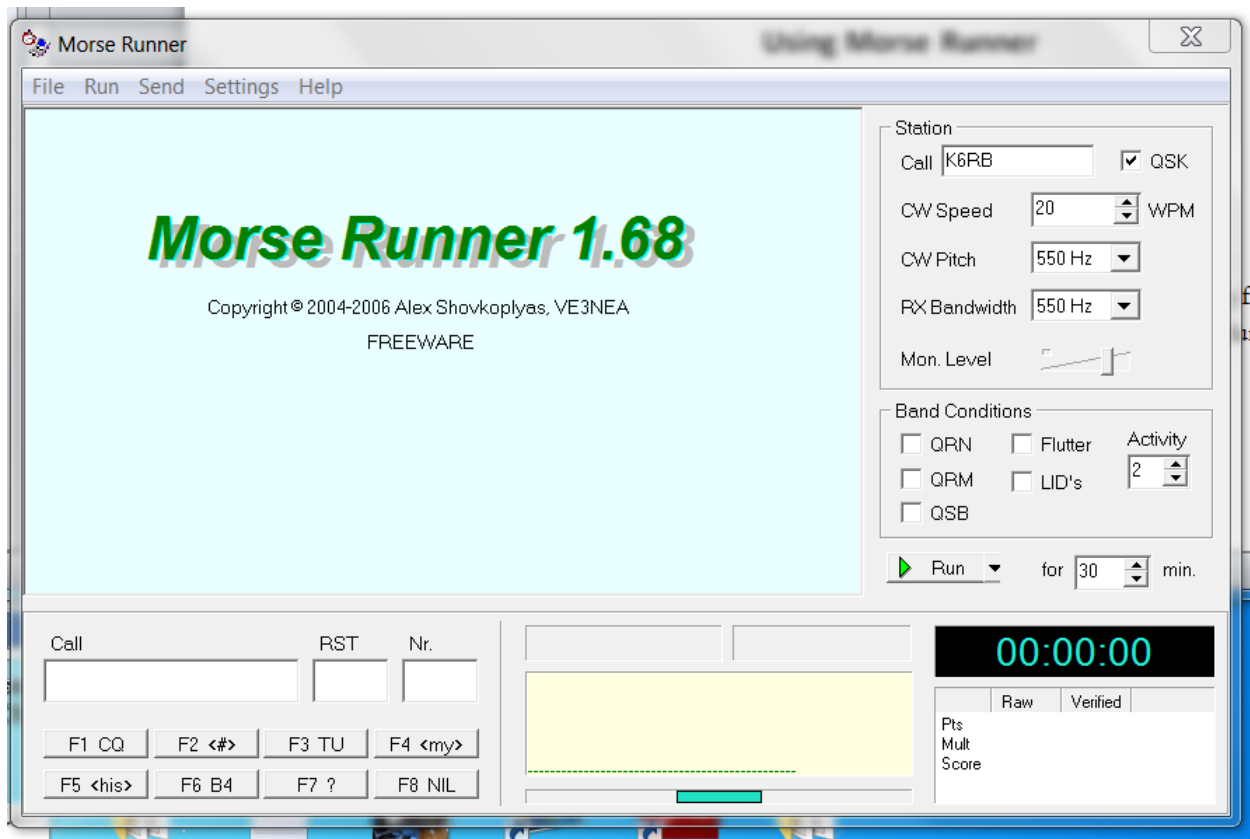 Morse Runner
Using Morse Runner
File Run Send Settings Help
Morse Runner 1.68
Copyright © 2004-2006 Alex Shovkoplyas, VE3NEA
FREEWARE
Station
Call K6RB QSK
CW Speed 20 WPM
CW Pitch 550 Hz
RX Bandwidth 550 Hz
Mon. Level
Band Conditions
QRN Flutter Activity
QRM LID's 2
QSB
Run for 30 min.
Call RST Nr.
F1 CQ F2 <#> F3 TU F4 <my>
F5 <his> F6 B4 F7 ? F8 NIL
00:00:00
Raw Verified
Pts
Mult
Score